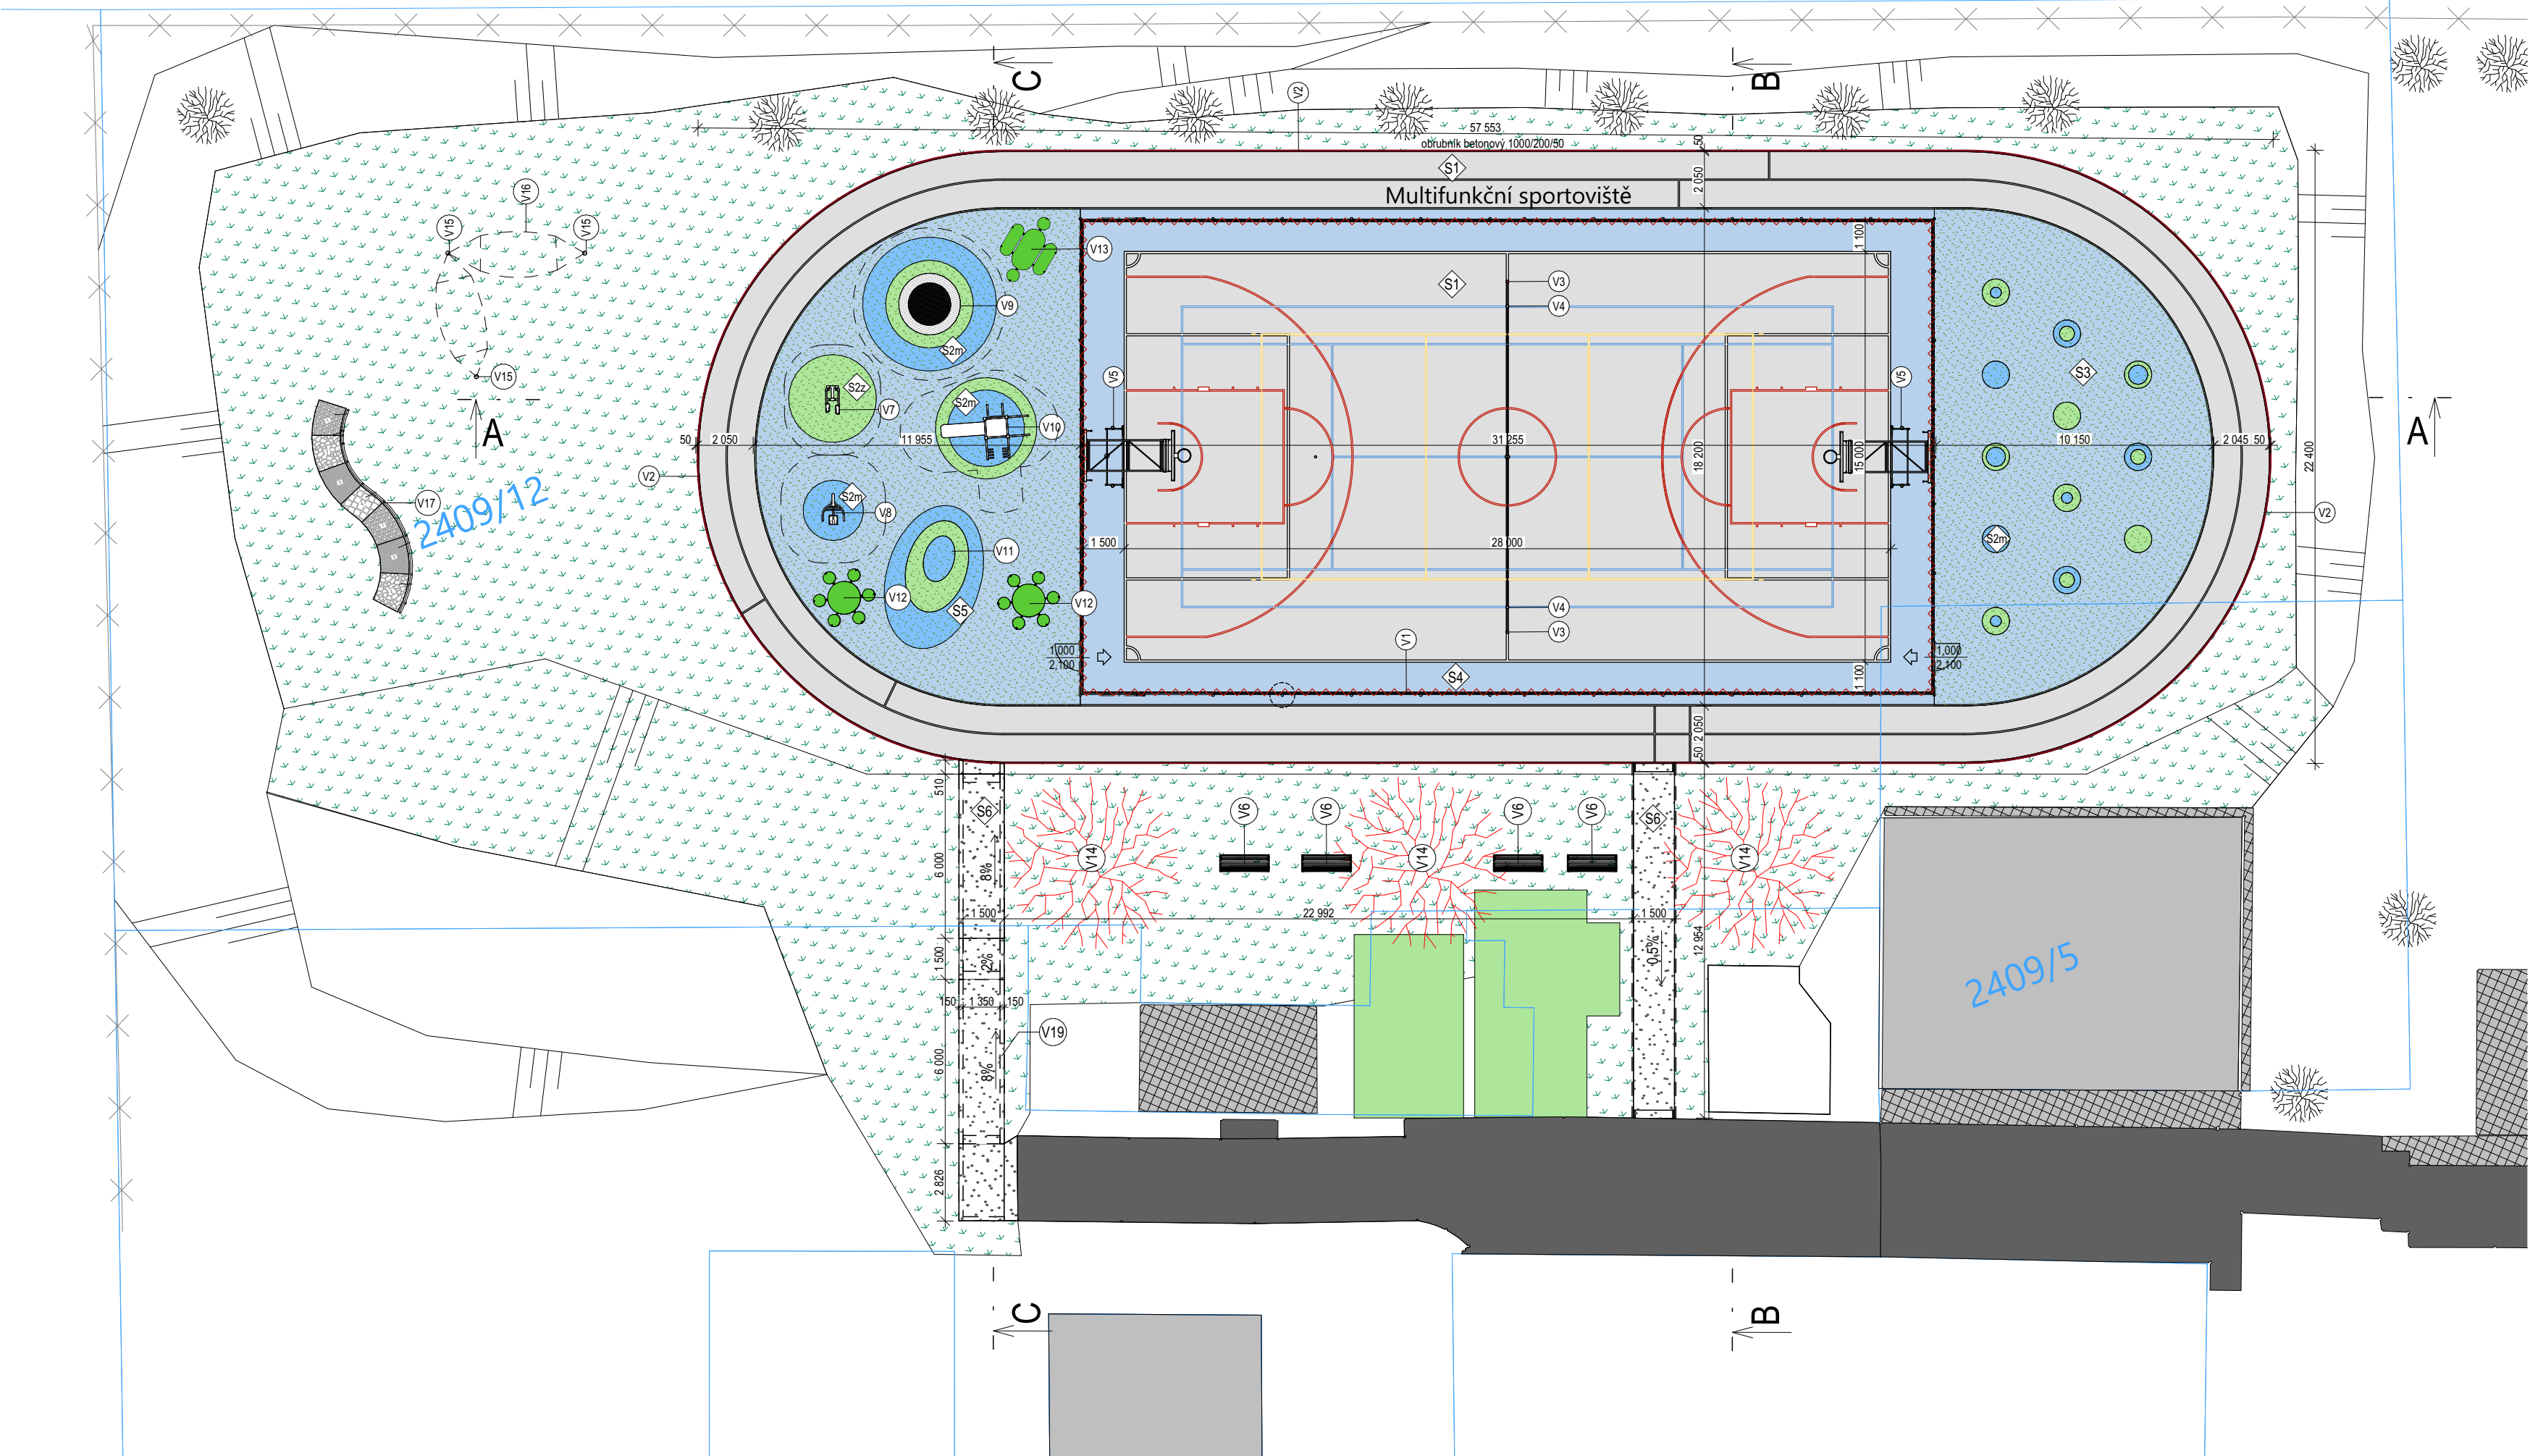 C
B
V2
57 553
obrubník betonový 1000/200/50
50
S1
Multifunkční sportoviště
2 050
V16
V15
V15
V13
1 100
S1
V3
V9
V4
22 400
S2m
V15
V5
V5
S3
S2z
V7
S2m
A
A
V10
50
2 050
11 955
31 255
10 150
2 045
50
18 200
15 000
V2
V17
2409/12
S2m
V8
V2
S2m
1 500
28 000
V11
V12
S5
V12
V4
V3
V1
1,000
2,100
1,000
2,100
S4
1 100
2 050
50
510
S6
V6
V6
V6
V6
S6
V14
V14
V14
6 000
8%
1 500
22 992
1 500
12 954
0,5%
1 500
2%
2409/5
150
1 350
150
V19
6 000
8%
2 826
C
B